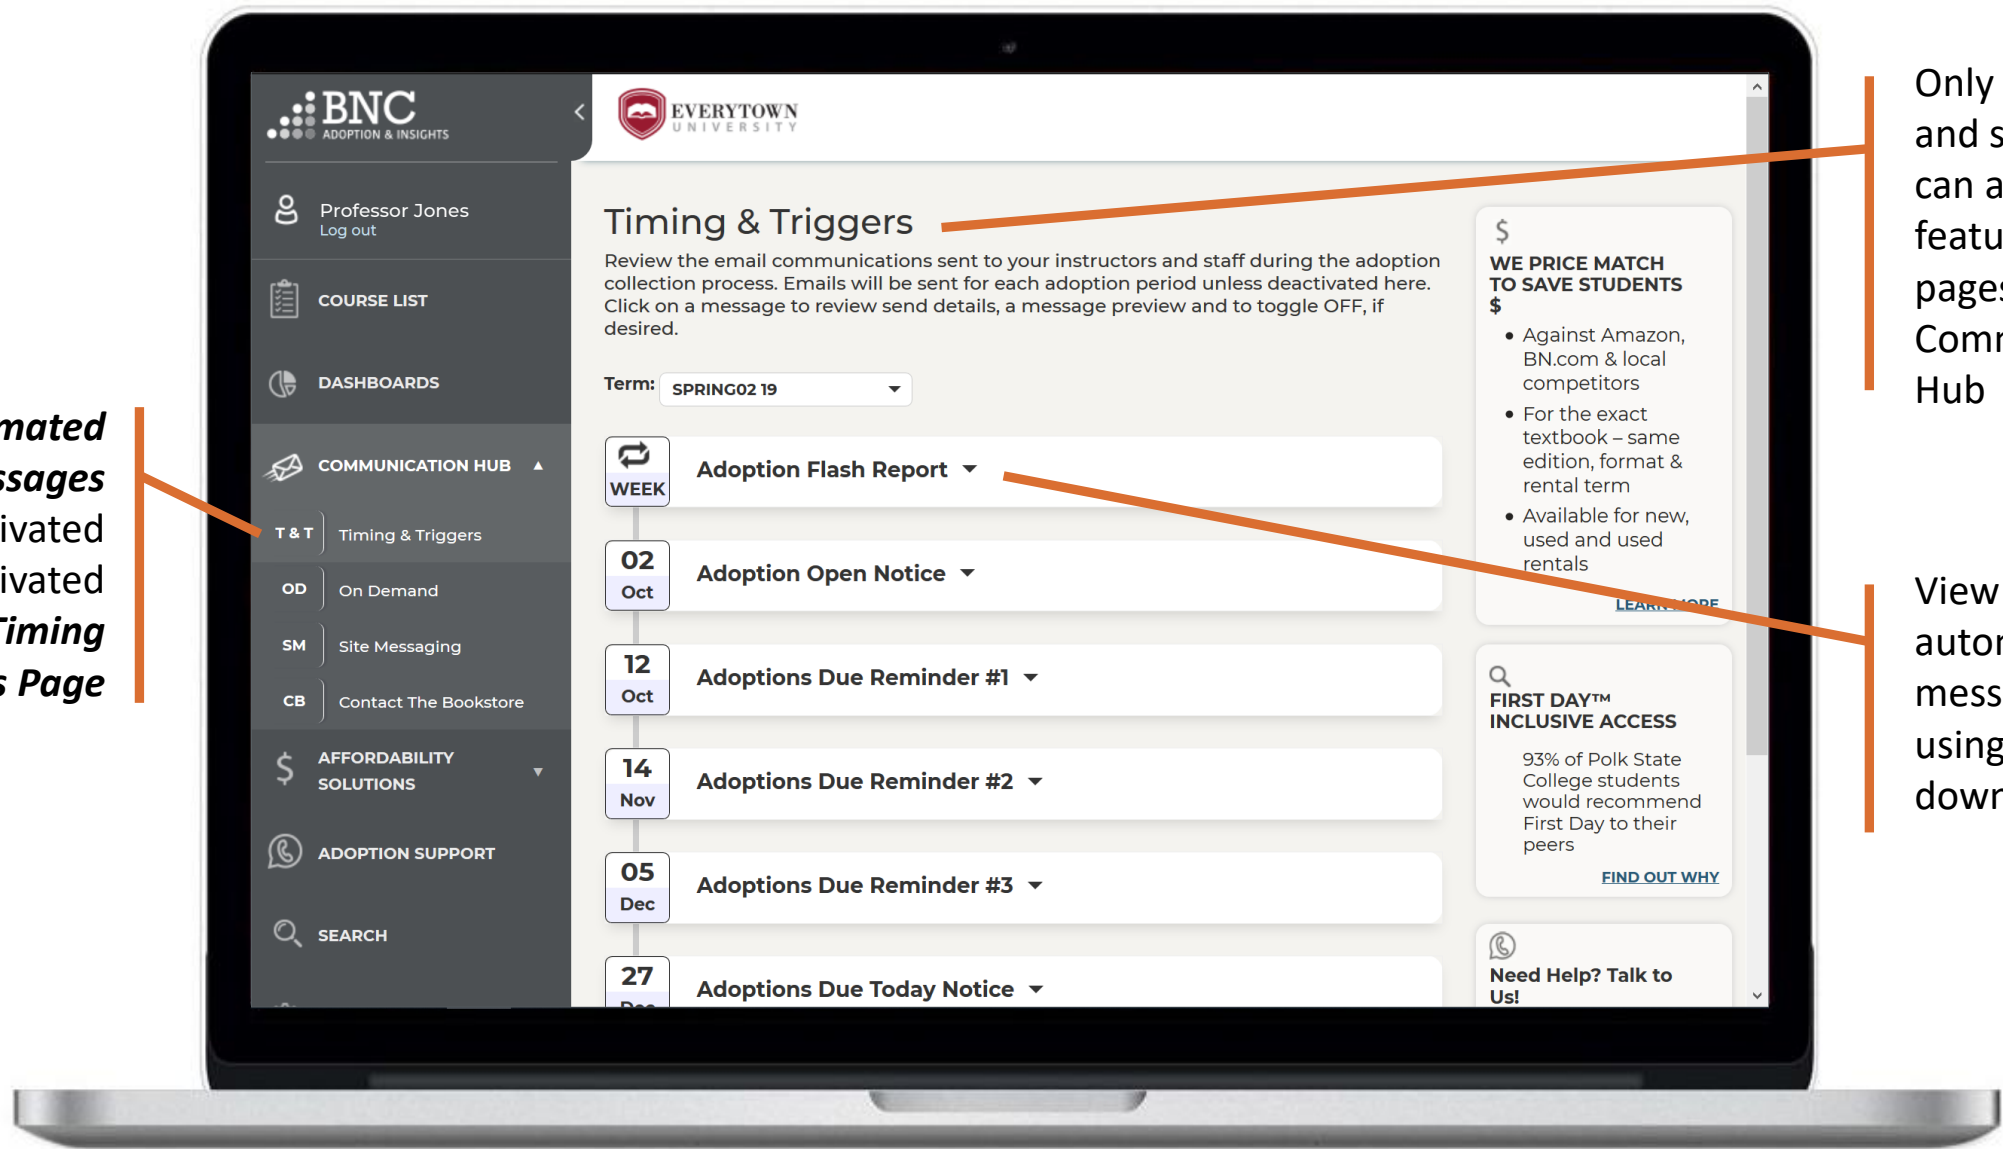 BNC
ADOPTION & INSIGHTS
Professor Jones
Log out
COURSE LIST
DASHBOARDS
COMMUNICATION HUB
T & T Timing & Triggers
OD On Demand
SM Site Messaging
CB Contact The Bookstore
AFFORDABILITY
SOLUTIONS
ADOPTION SUPPORT
SEARCH
EVERYTOWN
UNIVERSITY
Timing & Triggers
Review the email communications sent to your instructors and staff during the adoption
collection process. Emails will be sent for each adoption period unless deactivated here.
Click on a message to review send details, a message preview and to toggle OFF, if
desired.
Term: SPRING02 19
WEEK
Adoption Flash Report
02
Oct
Adoption Open Notice
12
Oct
Adoptions Due Reminder #1
14
Nov
Adoptions Due Reminder #2
05
Dec
Adoptions Due Reminder #3
27
Dec
Adoptions Due Today Notice
$
WE PRICE MATCH
TO SAVE STUDENTS
$
• Against Amazon,
BN.com & local
competitors
• For the exact
textbook – same
edition, format &
rental term
• Available for new,
used and used
rentals
LEARN MORE
FIRST DAY™
INCLUSIVE ACCESS
93% of Polk State
College students
would recommend
First Day to their
peers
FIND OUT WHY
Need Help? Talk to
Us!
mated
ssages
ivated
ivated
Timing
s Page
Only
and s
can a
featu
pages
Comm
Hub
View
autor
mess
using
down